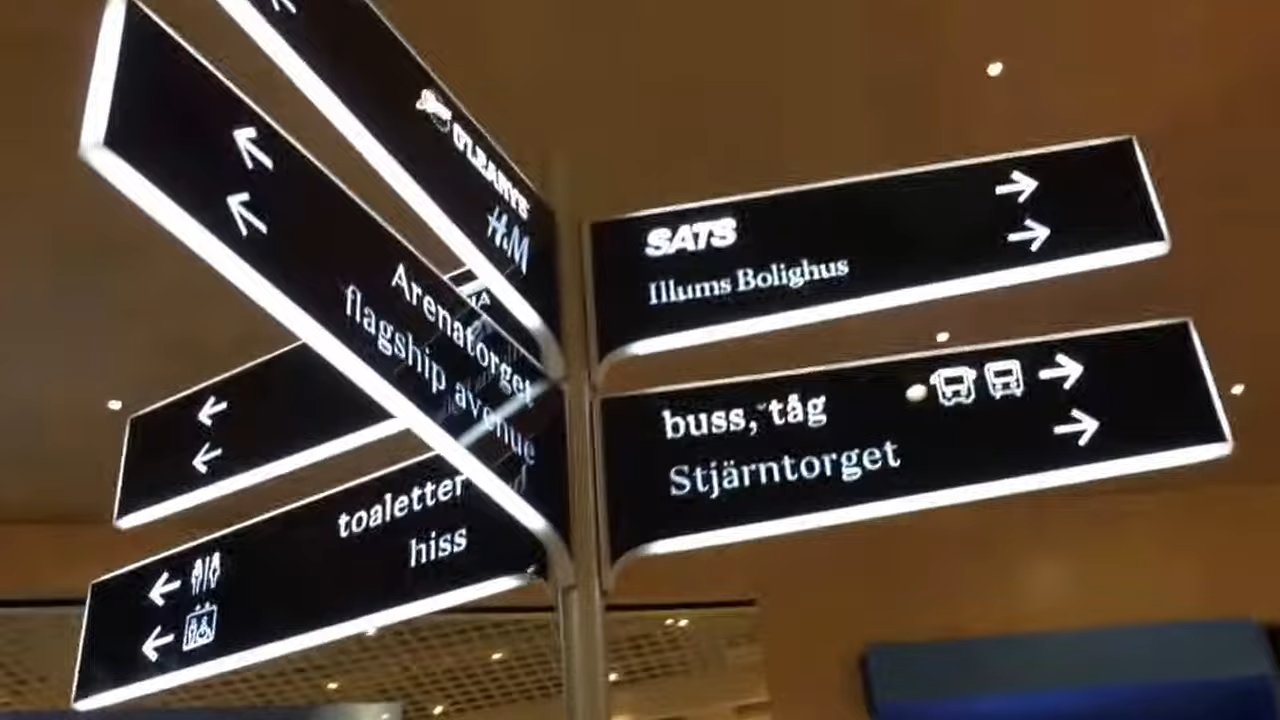 O'LEARYS
H&M
Arenatorget
flagship avenue
toaletter
hiss
SATS
Illums Bolighus
buss, tåg
Stjärntorget